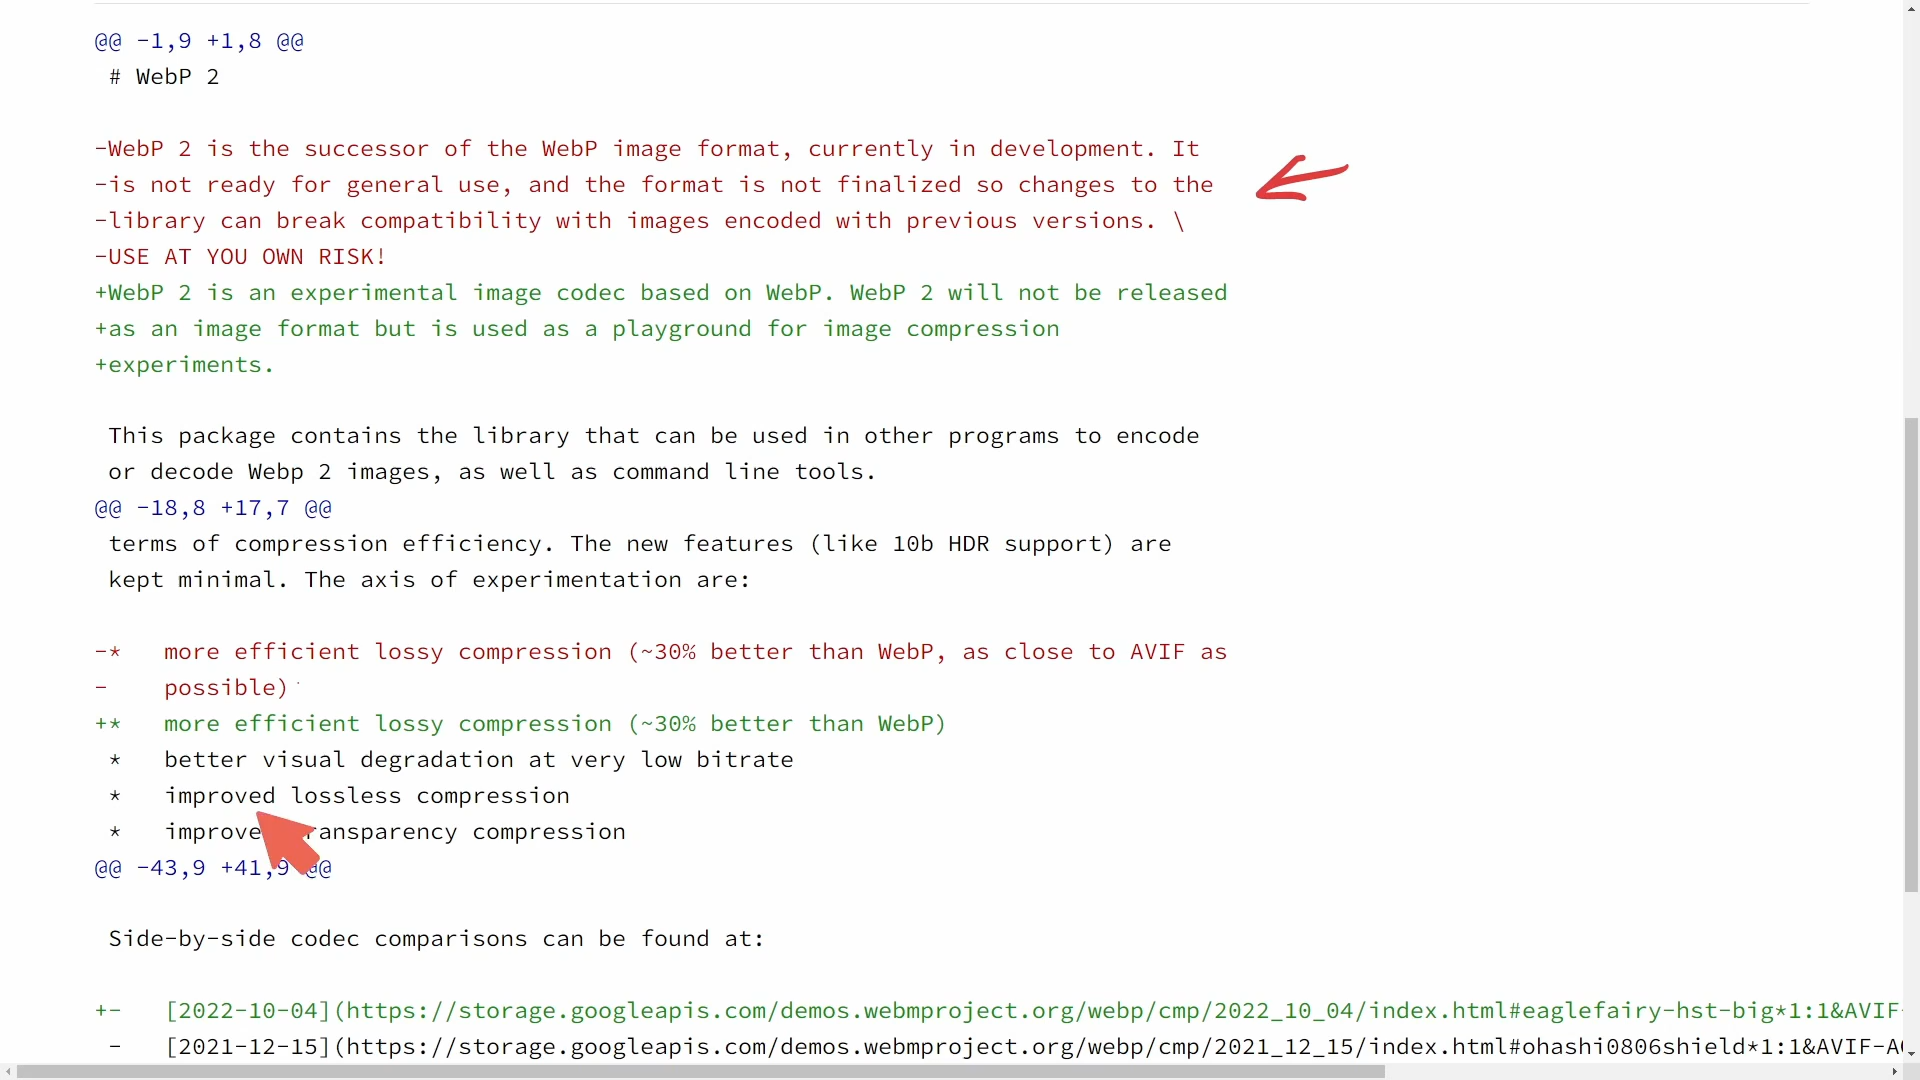 @@ -1,9 +1,8 @@
# WebP 2
-WebP 2 is the successor of the WebP image format, currently in development. It
-is not ready for general use, and the format is not finalized so changes to the
-library can break compatibility with images encoded with previous versions. \
-USE AT YOU OWN RISK!
+WebP 2 is an experimental image codec based on WebP. WebP 2 will not be released
+as an image format but is used as a playground for image compression
+experiments.
This package contains the library that can be used in other programs to encode
or decode Webp 2 images, as well as command line tools.
@@ -18,8 +17,7 @@
terms of compression efficiency. The new features (like 10b HDR support) are
kept minimal. The axis of experimentation are:
-* more efficient lossy compression (~30% better than WebP, as close to AVIF as
- possible)
+* more efficient lossy compression (~30% better than WebP)
* better visual degradation at very low bitrate
* improved lossless compression
* improved transparency compression
@@ -43,9 +41,9 @@
Side-by-side codec comparisons can be found at:
+- [2022-10-04](https://storage.googleapis.com/demos.webmproject.org/webp/cmp/2022_10_04/index.html#eaglefairy-hst-big*1:1&AVIF-
- [2021-12-15](https://storage.googleapis.com/demos.webmproject.org/webp/cmp/2021_12_15/index.html#ohashi0806shield*1:1&AVIF-AO